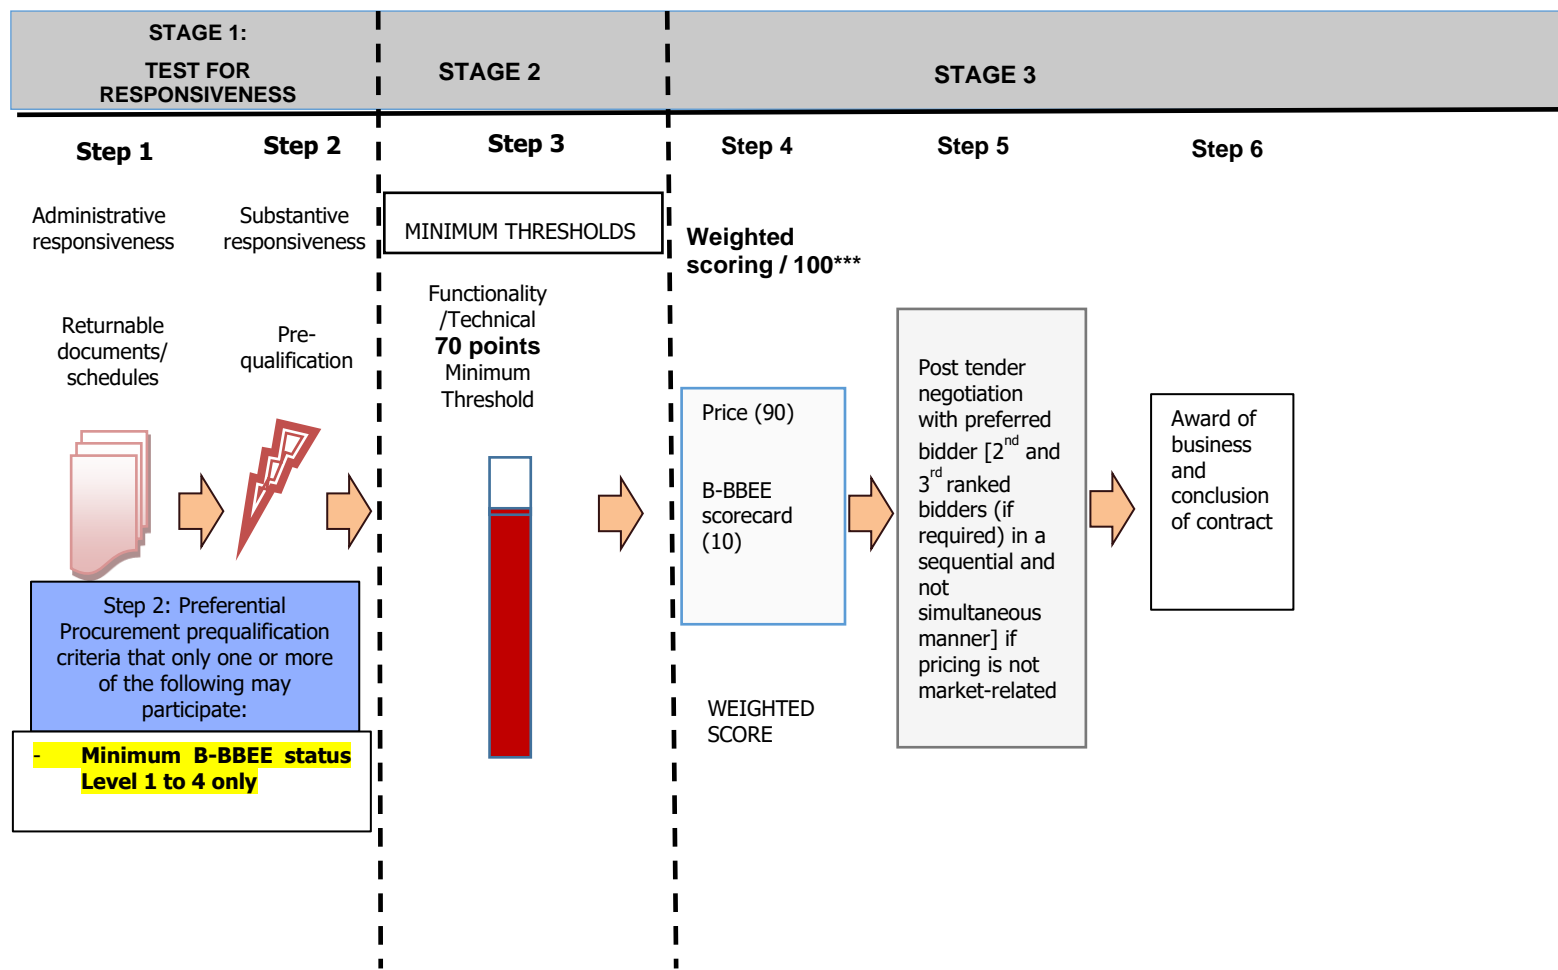 STAGE 1:
TEST FOR
RESPONSIVENESS
STAGE 2
STAGE 3
Step 1
Step 2
Step 3
Step 4
Step 5
Step 6
Administrative
responsiveness
Substantive
responsiveness
MINIMUM THRESHOLDS
Weighted
scoring / 100***
Returnable
documents/
schedules
Pre-
qualification
Functionality
/Technical
70 points
Minimum
Threshold
Price (90)
B-BBEE
scorecard
(10)
WEIGHTED
SCORE
Post tender
negotiation
with preferred
bidder [2nd and
3rd ranked
bidders (if
required) in a
sequential and
not
simultaneous
manner] if
pricing is not
market-related
Award of
business
and
conclusion
of contract
Step 2: Preferential
Procurement prequalification
criteria that only one or more
of the following may
participate:
- Minimum B-BBEE status
Level 1 to 4 only